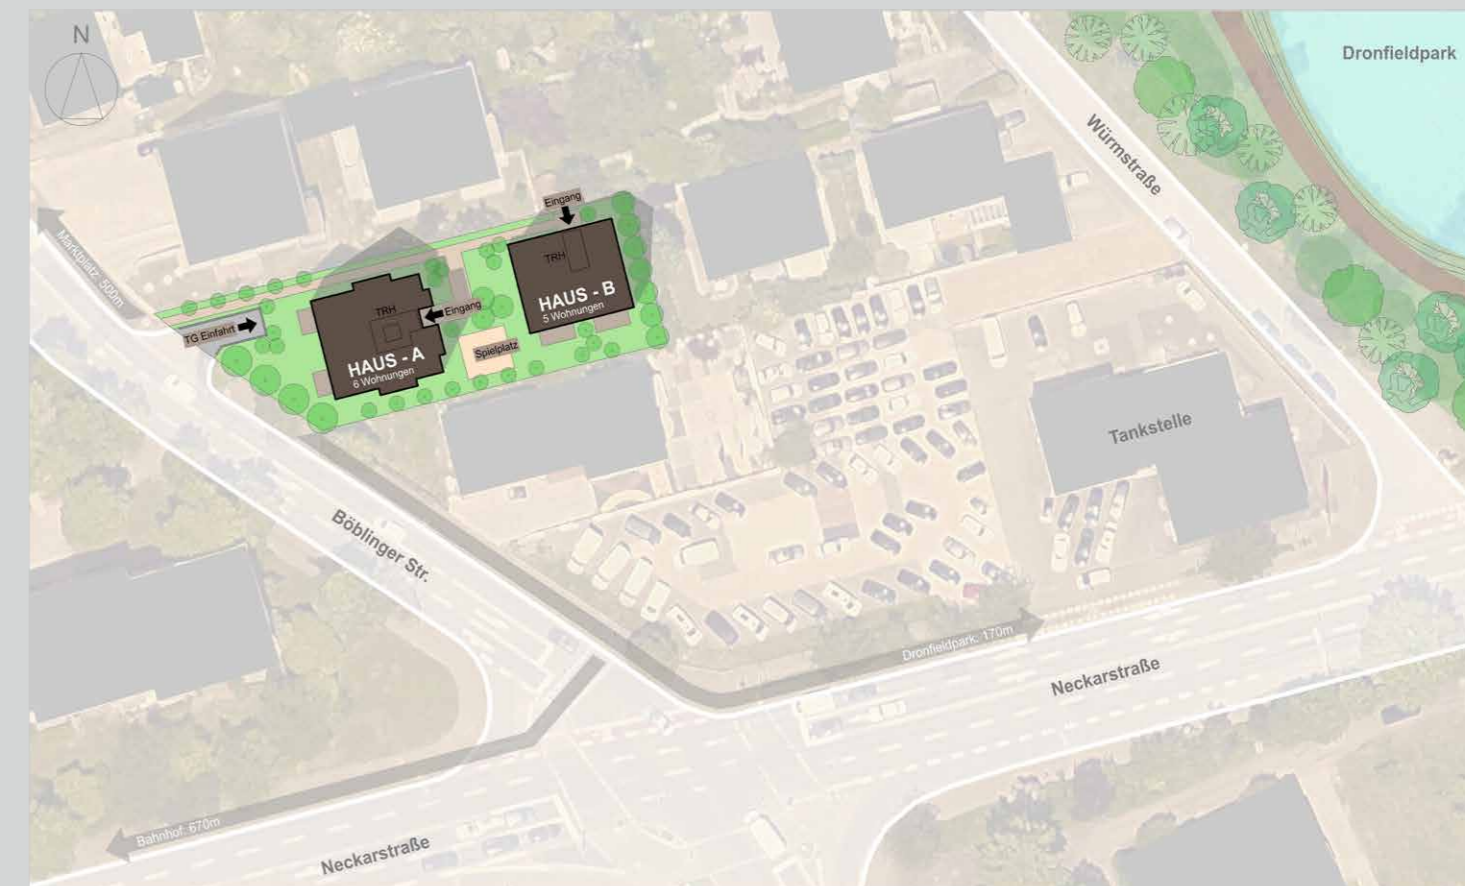 N
Dronfieldpark
Würmstraße
Marktplatz: 500m
Eingang
TRH
HAUS - B
5 Wohnungen
TG Einfahrt
TRH
Eingang
HAUS - A
6 Wohnungen
Spielplatz
Tankstelle
Böblinger Str.
Dronfieldpark: 170m
Neckarstraße
Bahnhof: 670m
Neckarstraße